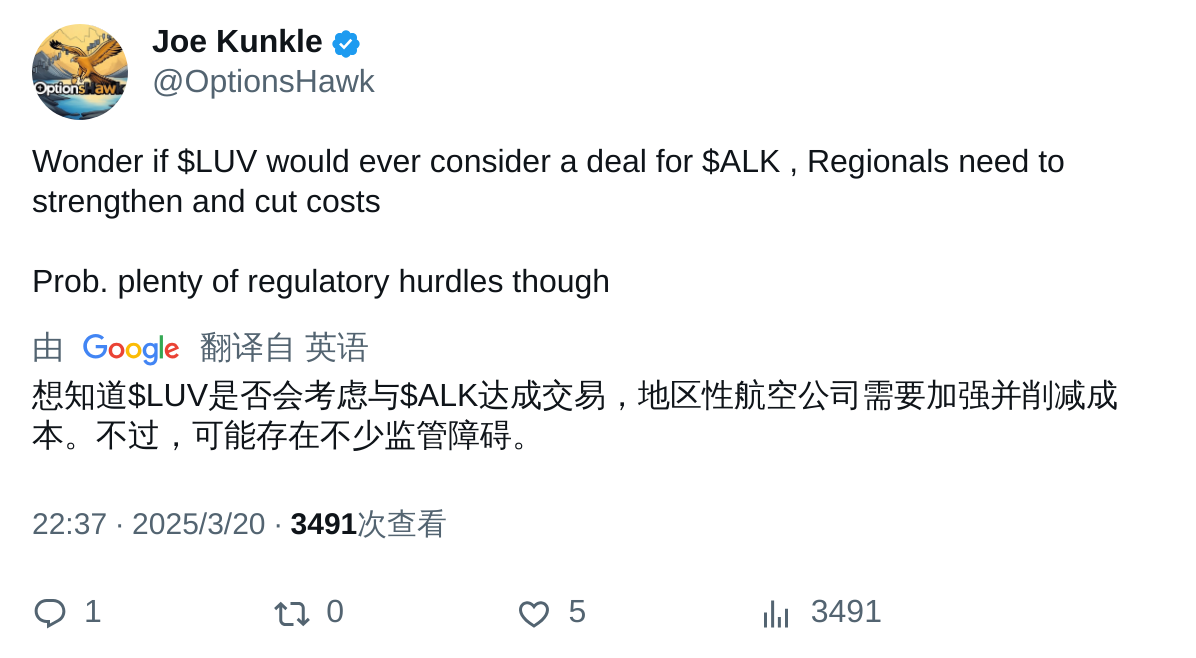 OptionsHawk
Joe Kunkle
@OptionsHawk
Wonder if $LUV would ever consider a deal for $ALK , Regionals need to
strengthen and cut costs
Prob. plenty of regulatory hurdles though
由 Google 翻译自 英语
想知道$LUV是否会考虑与$ALK达成交易，地区性航空公司需要加强并削减成
本。不过，可能存在不少监管障碍。
22:37 · 2025/3/20 · 3491次查看
1 0 5 3491